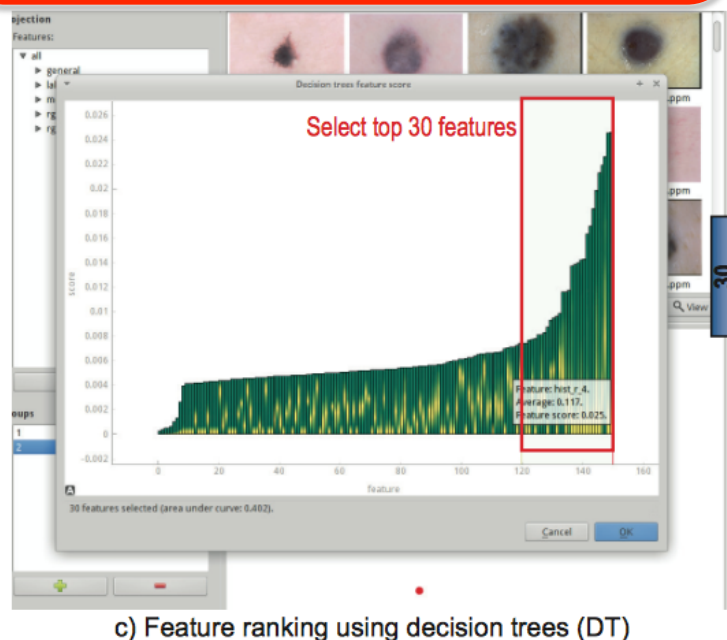 ojection
Features:
all
general
la
m
rg
rg
.ppm
.ppm
View
30
oups
1
2
Decision trees feature score
Select top 30 features
score
0.026
0.024
0.022
0.02
0.018
0.016
0.014
0.012
0.01
0.008
0.006
0.004
0.002
0
-0.002
0 20 40 60 80 100 120 140 160
feature
Feature: hist_r_4.
Average: 0.117.
Feature score: 0.025.
30 features selected (area under curve: 0.402).
Cancel OK
c) Feature ranking using decision trees (DT)